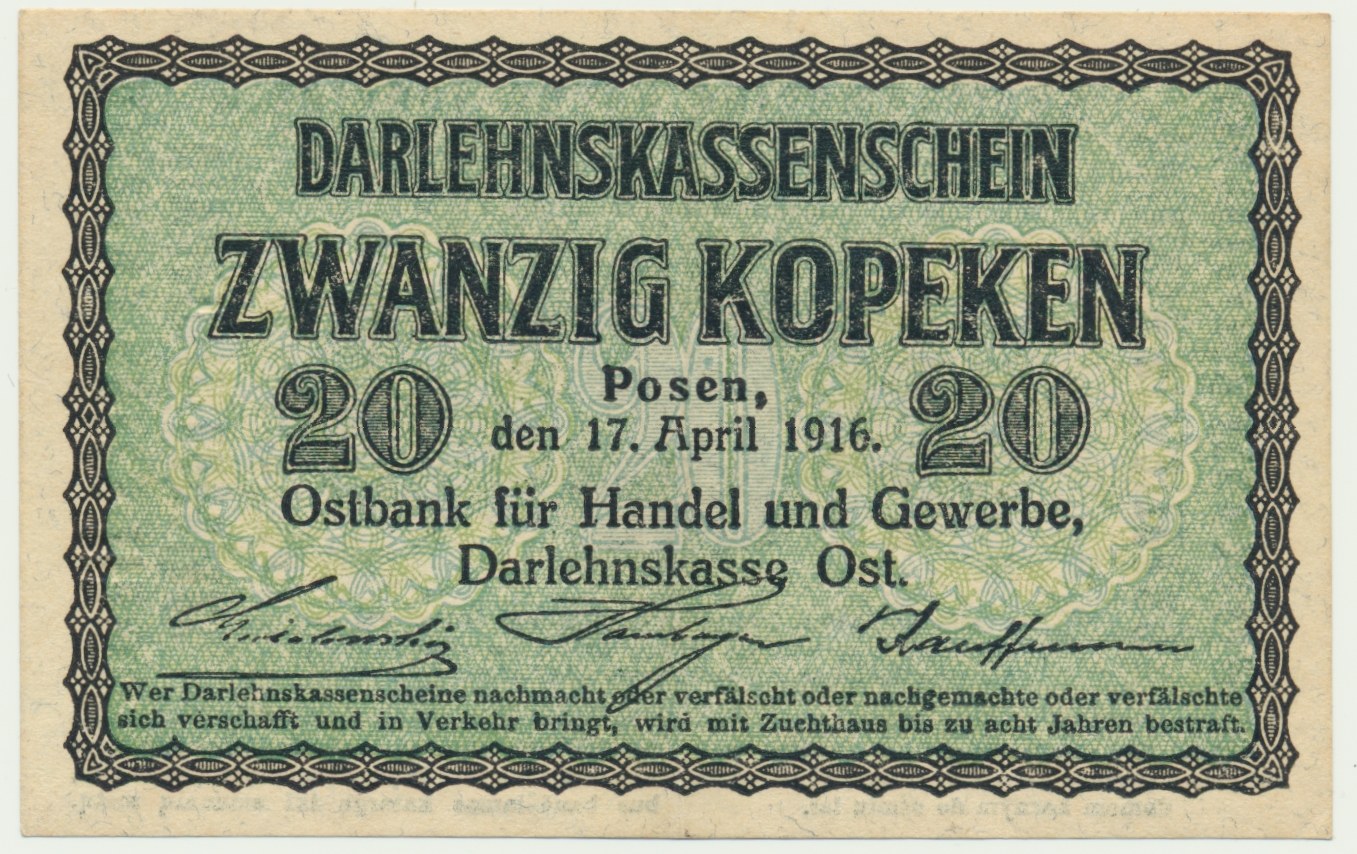 DARLEHNSKASSENSCHEIN
ZWANZIG KOPEKEN
20 Posen, 20
den 17. April 1916.
20
Ostbank für Handel und Gewerbe,
Darlehnskasse Ost.
Kauffmann
Wer Darlehnskassenscheine nachmacht oder verfälscht oder nachgemachte oder verfälschte
sich verschafft und in Verkehr bringt, wird mit Zuchthaus bis zu acht Jahren bestraft.